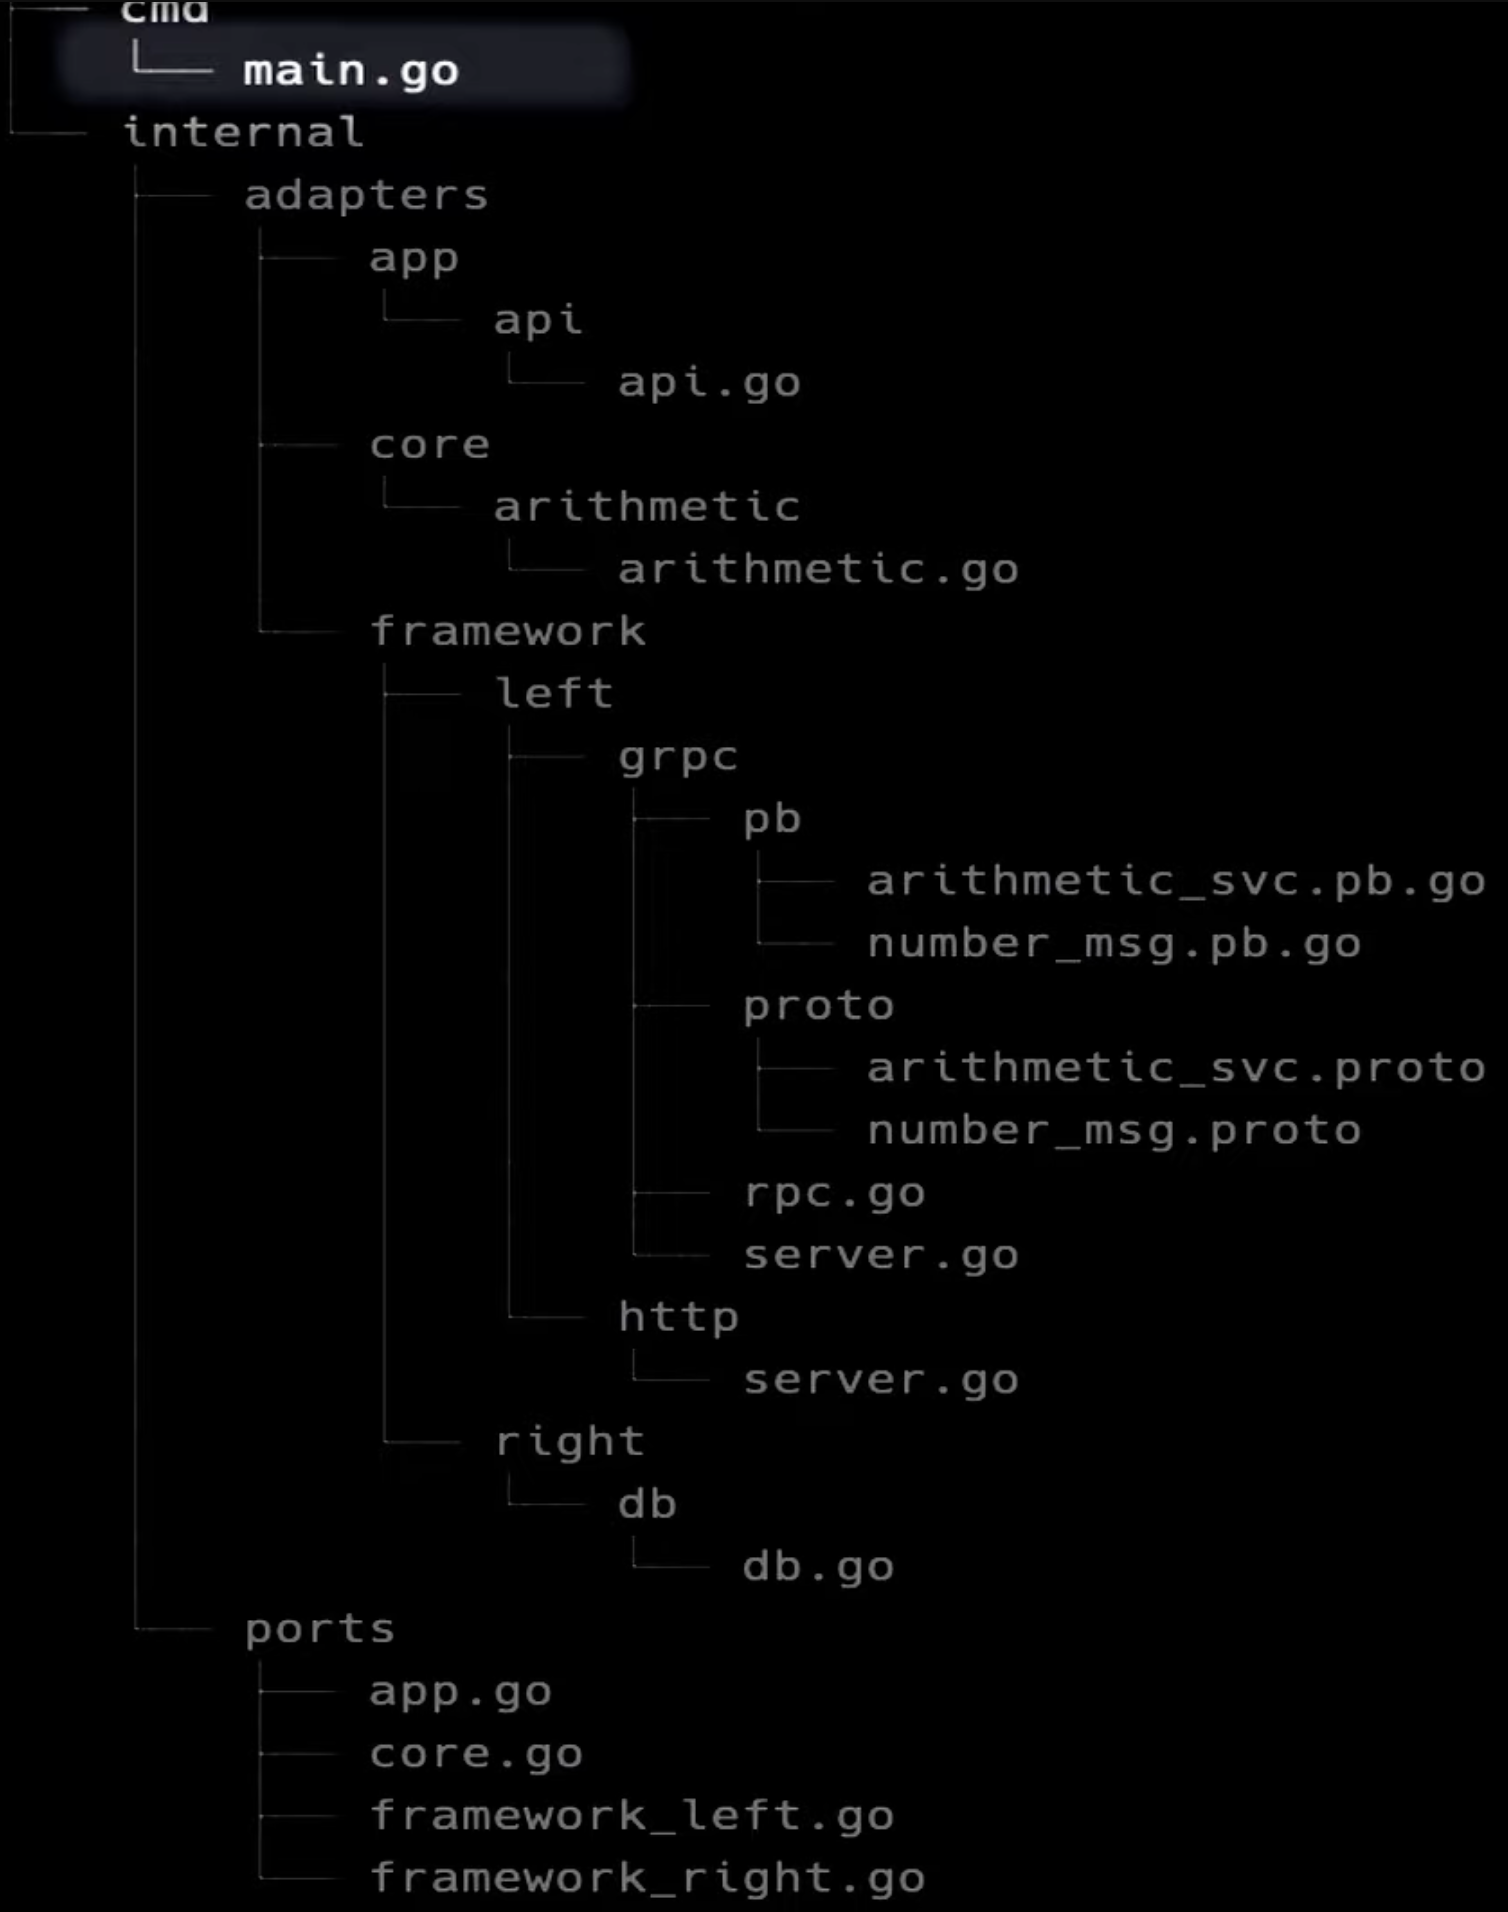 cmd
main.go
internal
adapters
app
api
api.go
core
arithmetic
arithmetic.go
framework
left
grpc
pb
arithmetic_svc.pb.go
number_msg.pb.go
proto
arithmetic_svc.proto
number_msg.proto
rpc.go
server.go
http
server.go
right
db
db.go
ports
app.go
core.go
framework_left.go
framework_right.go